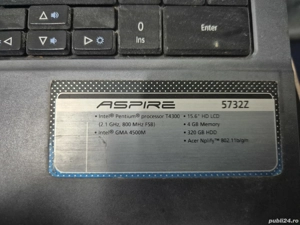 0
Ins
Enter
ASPIRE 5732Z
• Intel® Pentium® processor T4300
(2.1 GHz, 800 MHz FSB)
• Intel® GMA 4500M
• 15.6" HD LCD
• 4 GB Memory
• 320 GB HDD
• Acer Nplify™ 802.11b/g/n
publi24.ro